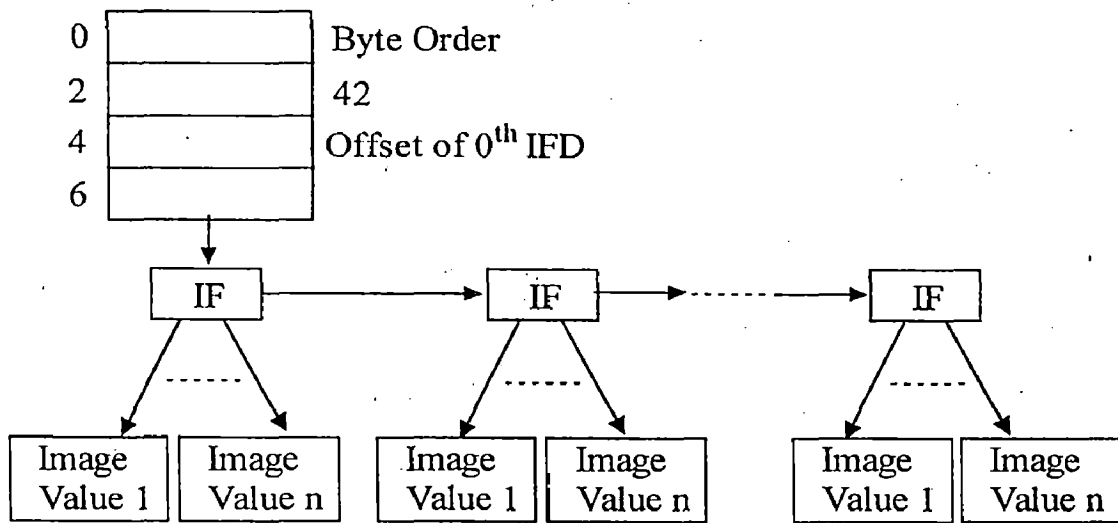 0 Byte Order
2 42
4 Offset of 0th IFD
6
IF IF IF
Image Image Image Image Image Image
Value 1 Value n Value 1 Value n Value 1 Value n